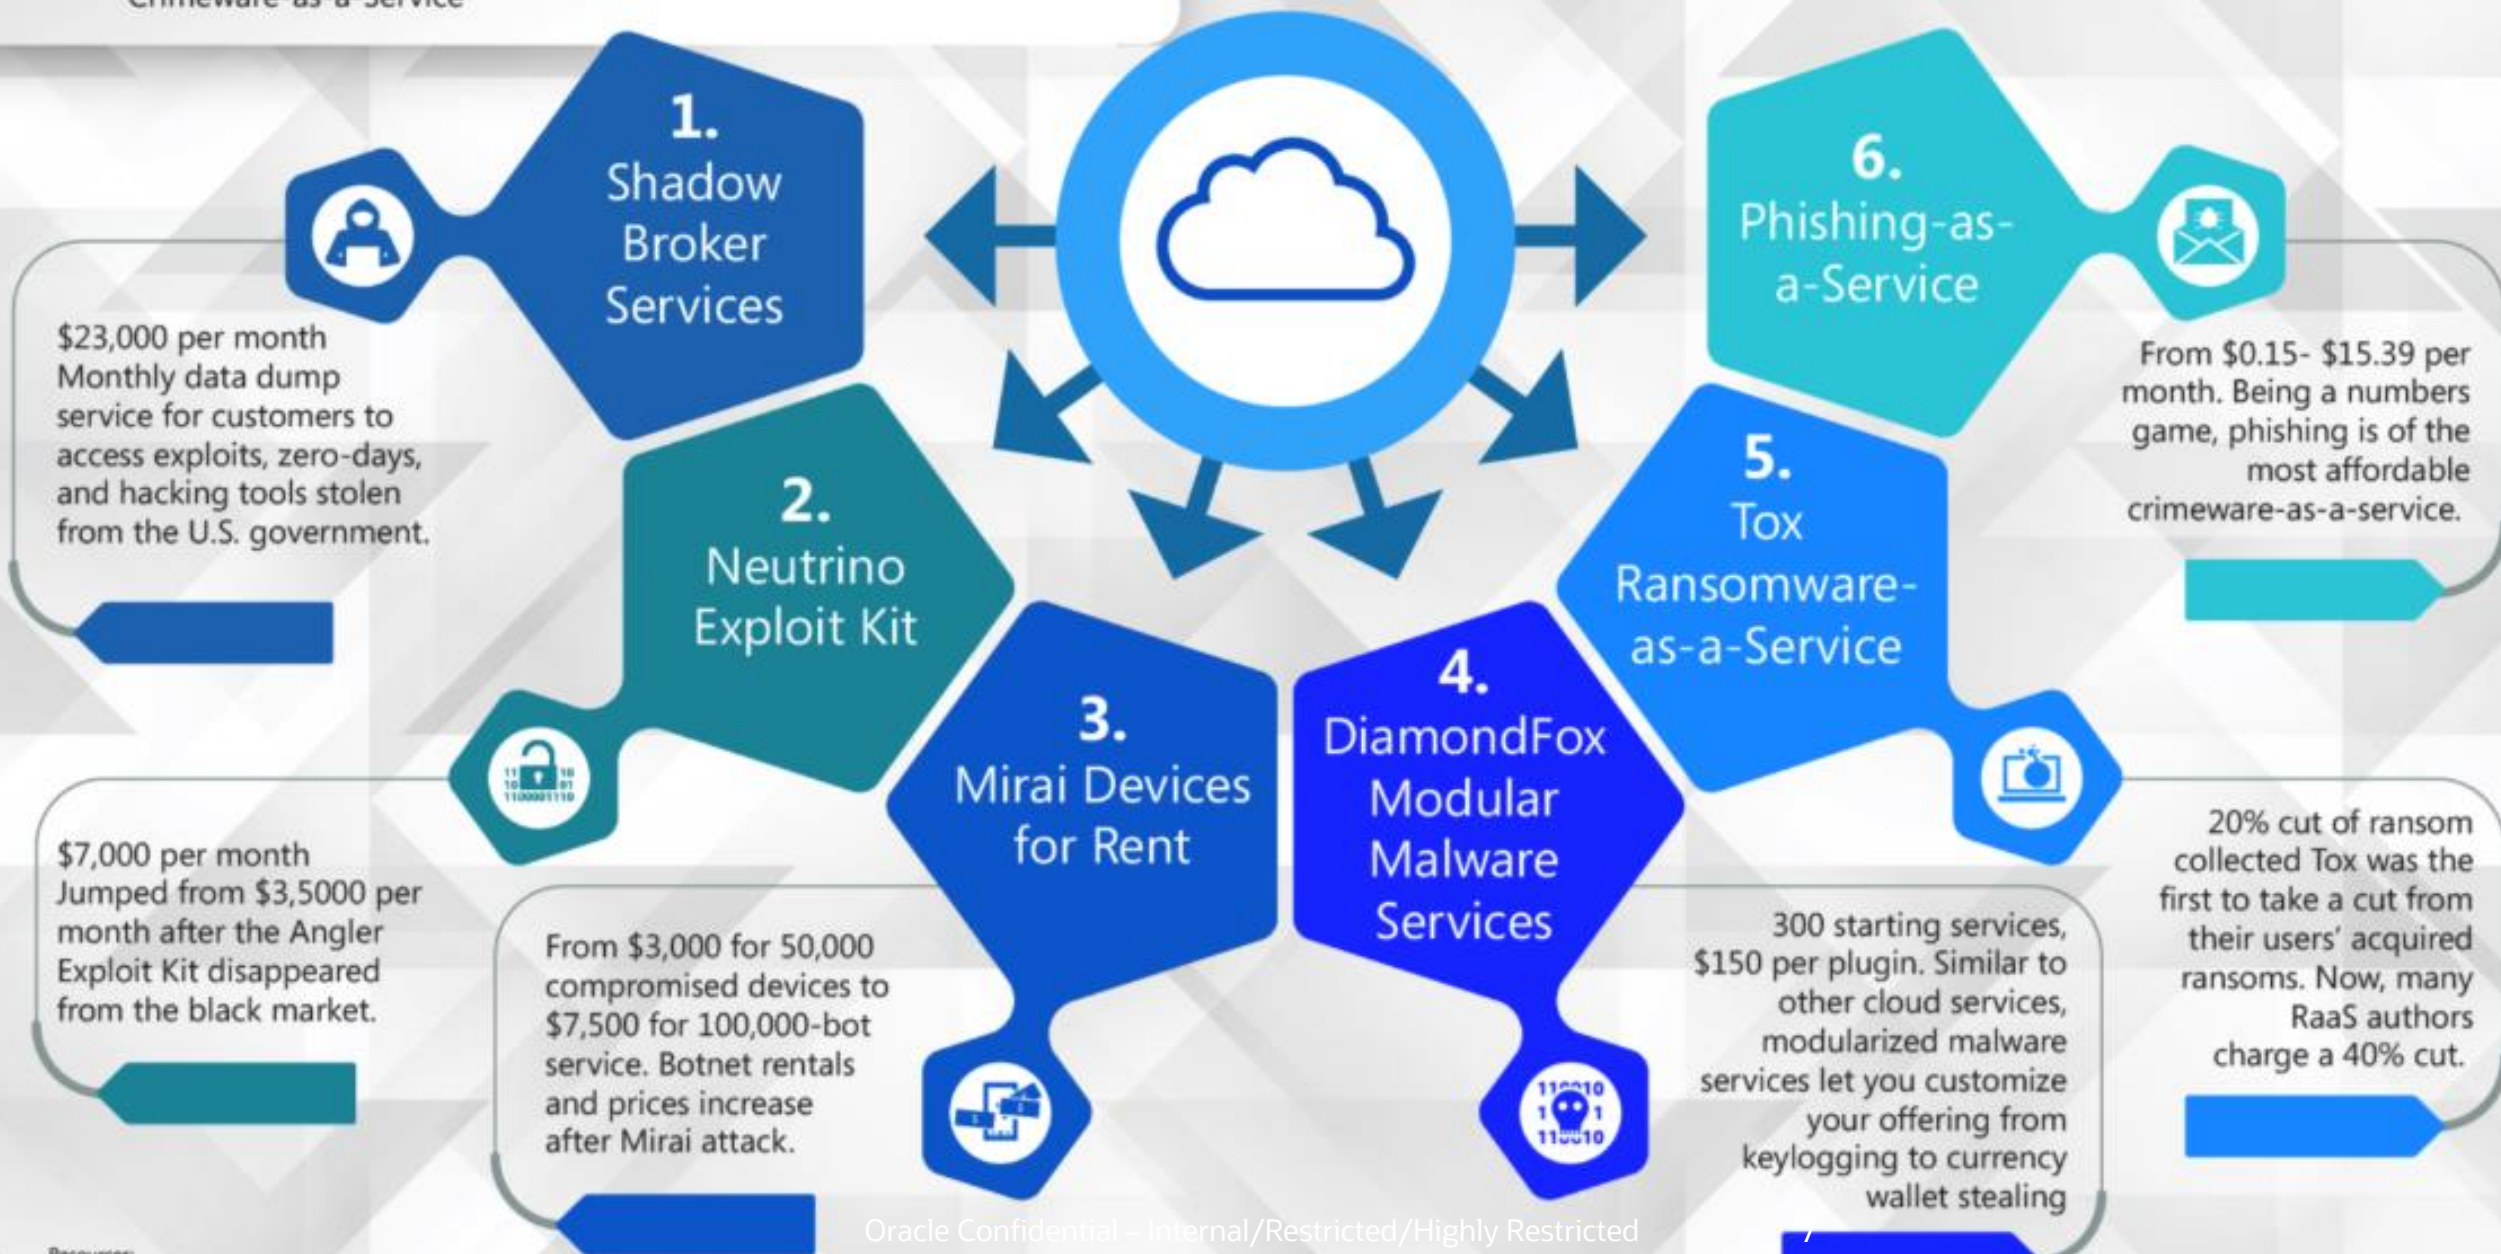 Crimeware-as-a-Service
1.
Shadow
Broker
Services
$23,000 per month
Monthly data dump
service for customers to
access exploits, zero-days,
and hacking tools stolen
from the U.S. government.
2.
Neutrino
Exploit Kit
$7,000 per month
Jumped from $3,5000 per
month after the Angler
Exploit Kit disappeared
from the black market.
3.
Mirai Devices
for Rent
From $3,000 for 50,000
compromised devices to
$7,500 for 100,000-bot
service. Botnet rentals
and prices increase
after Mirai attack.
4.
DiamondFox
Modular
Malware
Services
300 starting services,
$150 per plugin. Similar to
other cloud services,
modularized malware
services let you customize
your offering from
keylogging to currency
wallet stealing
5.
Tox
Ransomware-
as-a-Service
20% cut of ransom
collected Tox was the
first to take a cut from
their users’ acquired
ransoms. Now, many
RaaS authors
charge a 40% cut.
6.
Phishing-as-
a-Service
From $0.15- $15.39 per
month. Being a numbers
game, phishing is of the
most affordable
crimeware-as-a-service.
Oracle Confidential – Internal/Restricted/Highly Restricted
Resources: